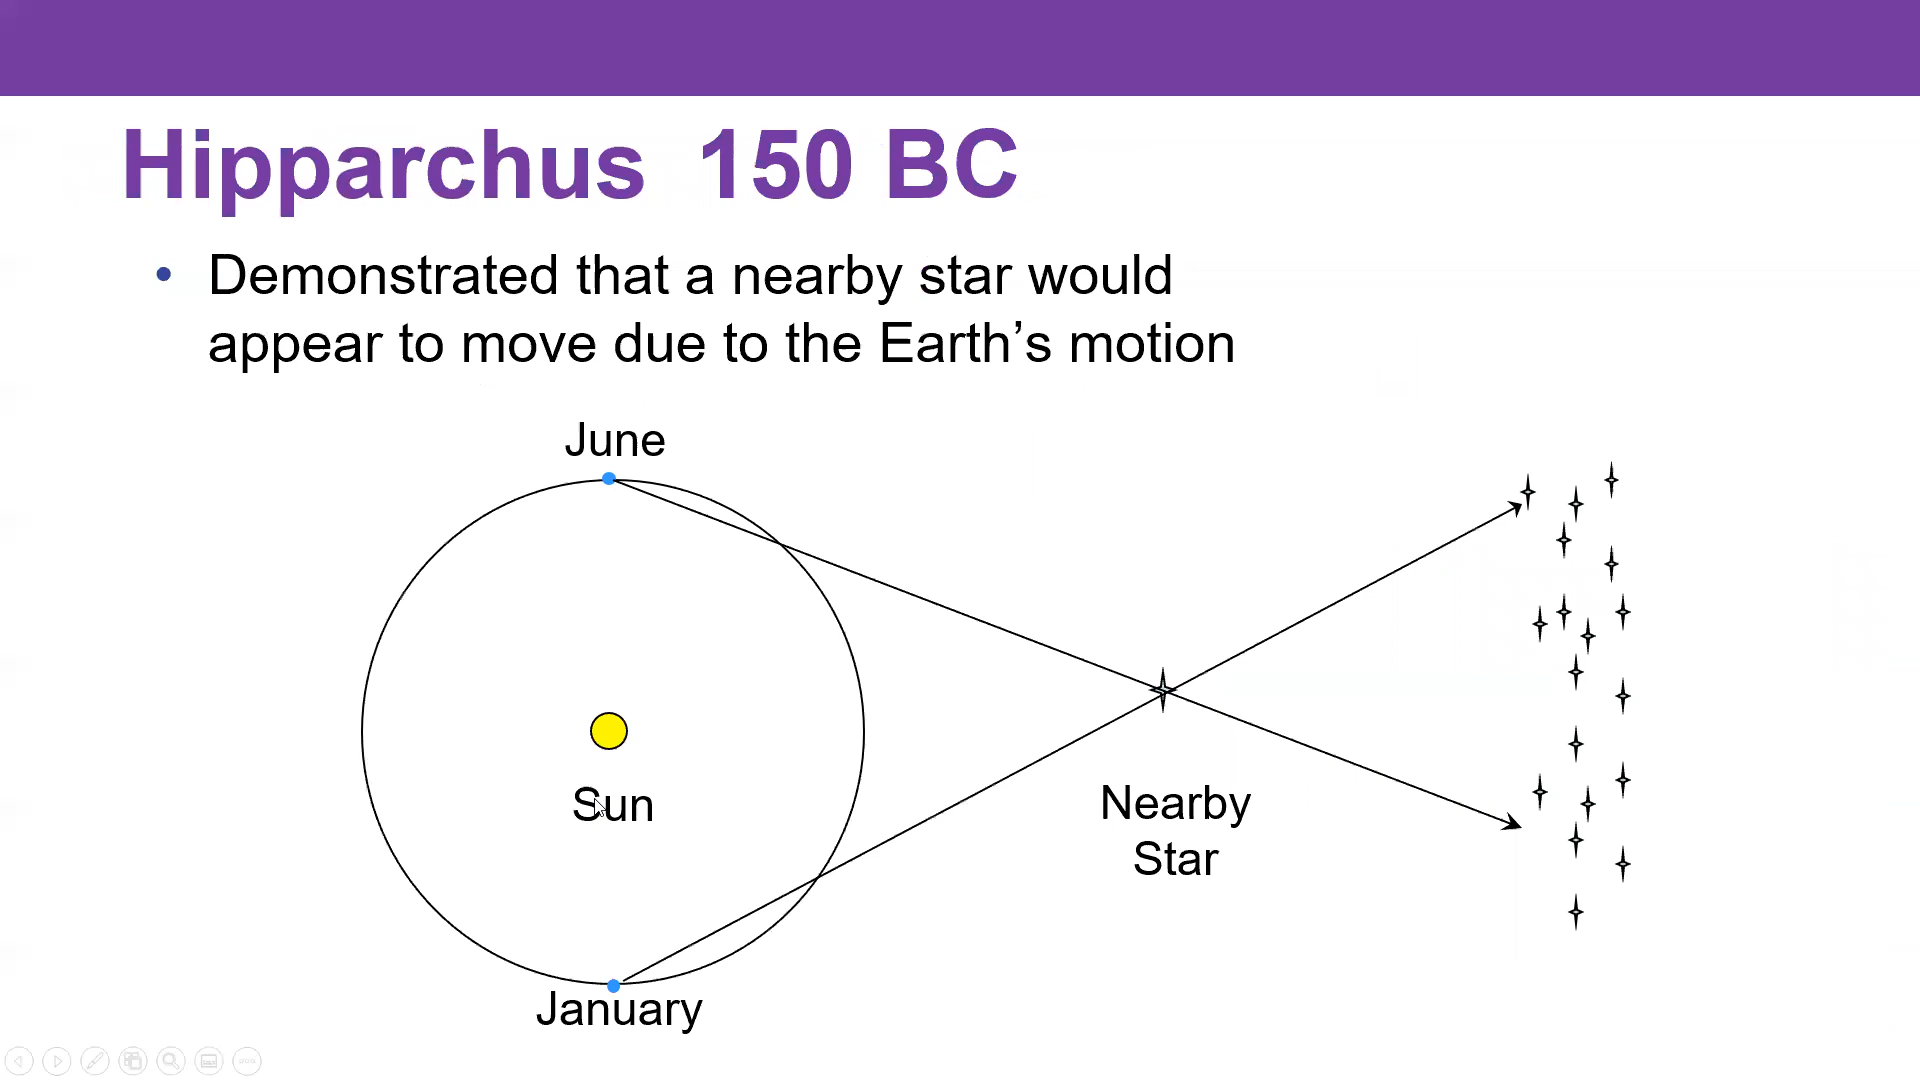 Hipparchus 150 BC
• Demonstrated that a nearby star would
appear to move due to the Earth’s motion
June
Sun
Nearby
Star
January